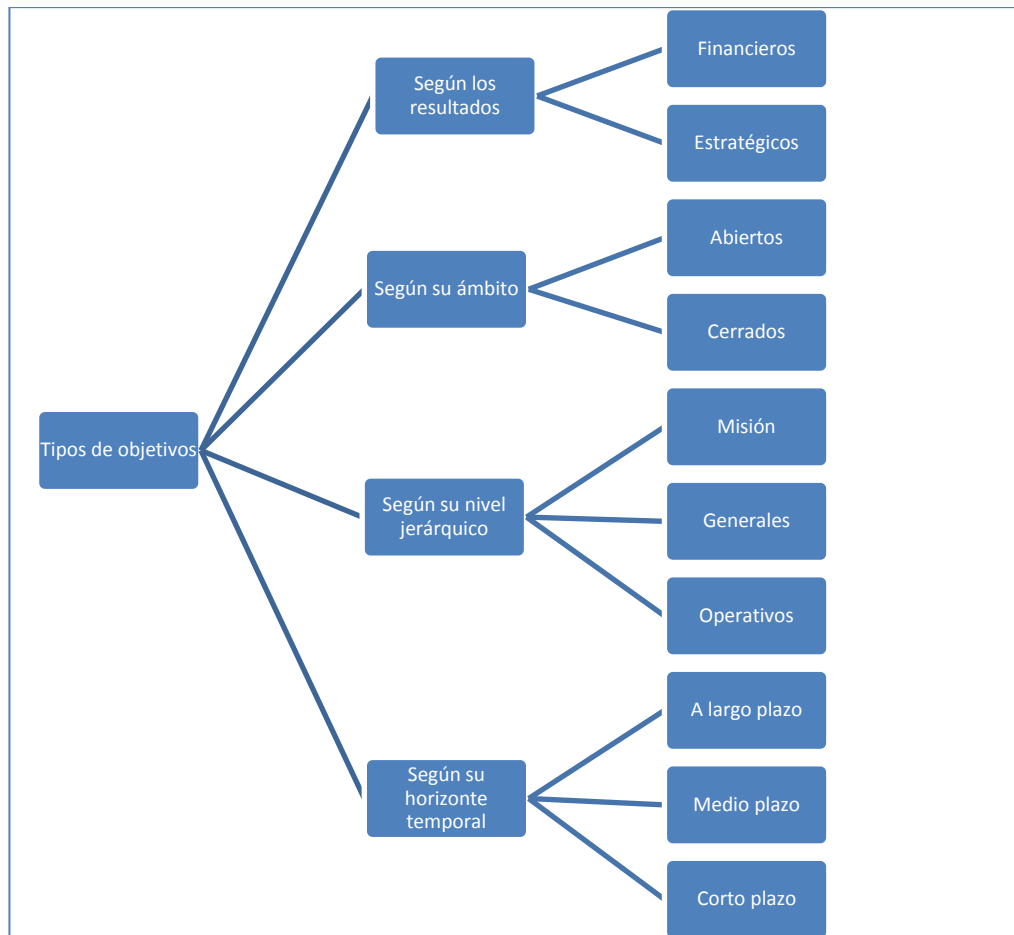 Tipos de objetivos
Según los
resultados
Financieros
Estratégicos
Según su ámbito
Abiertos
Cerrados
Según su nivel
jerárquico
Misión
Generales
Operativos
Según su
horizonte
temporal
A largo plazo
Medio plazo
Corto plazo